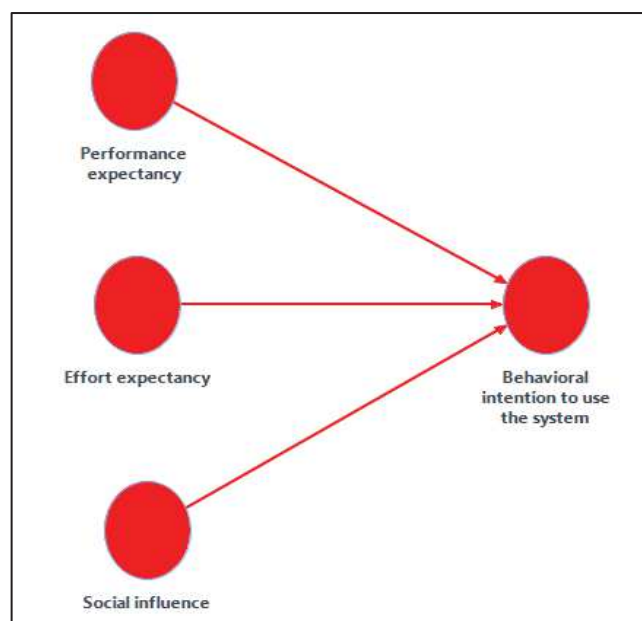 Performance
expectancy
Effort expectancy
Behavioral
intention to use
the system
Social influence